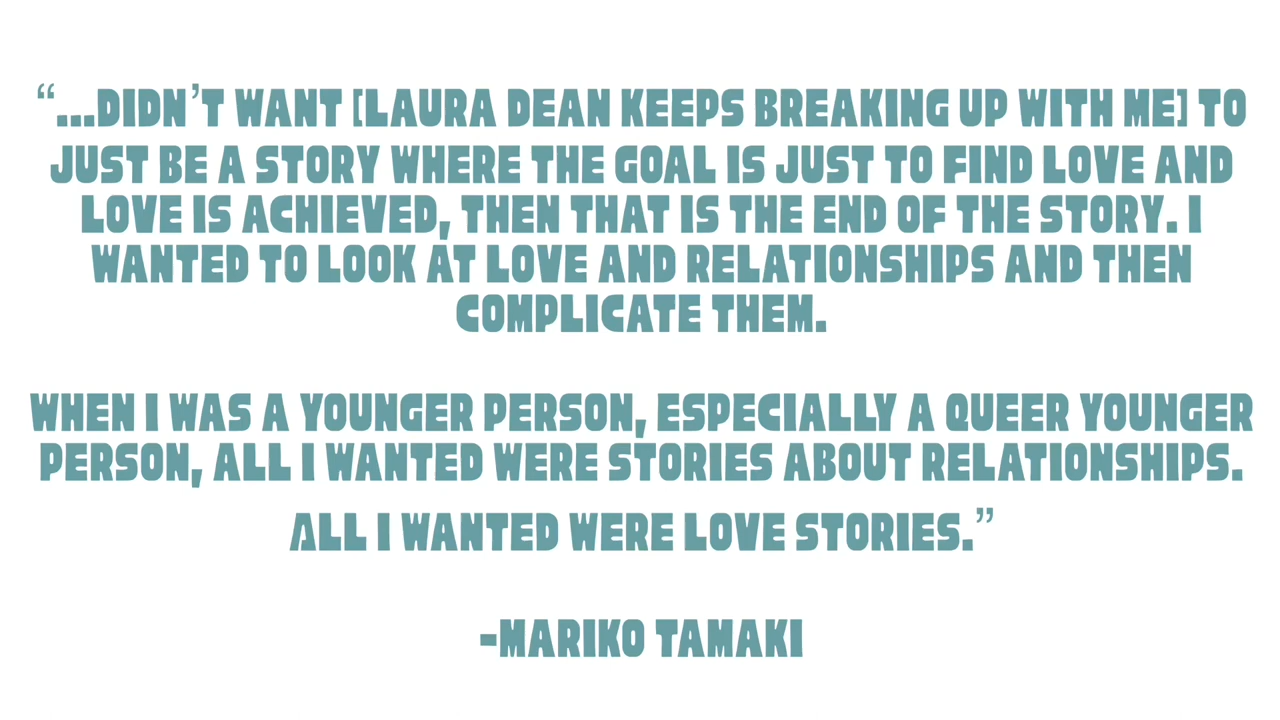 “...DIDN’T WANT [LAURA DEAN KEEPS BREAKING UP WITH ME] TO
JUST BE A STORY WHERE THE GOAL IS JUST TO FIND LOVE AND
LOVE IS ACHIEVED, THEN THAT IS THE END OF THE STORY. I
WANTED TO LOOK AT LOVE AND RELATIONSHIPS AND THEN
COMPLICATE THEM.
WHEN I WAS A YOUNGER PERSON, ESPECIALLY A QUEER YOUNGER
PERSON, ALL I WANTED WERE STORIES ABOUT RELATIONSHIPS.
ALL I WANTED WERE LOVE STORIES.”
-MARIKO TAMAKI